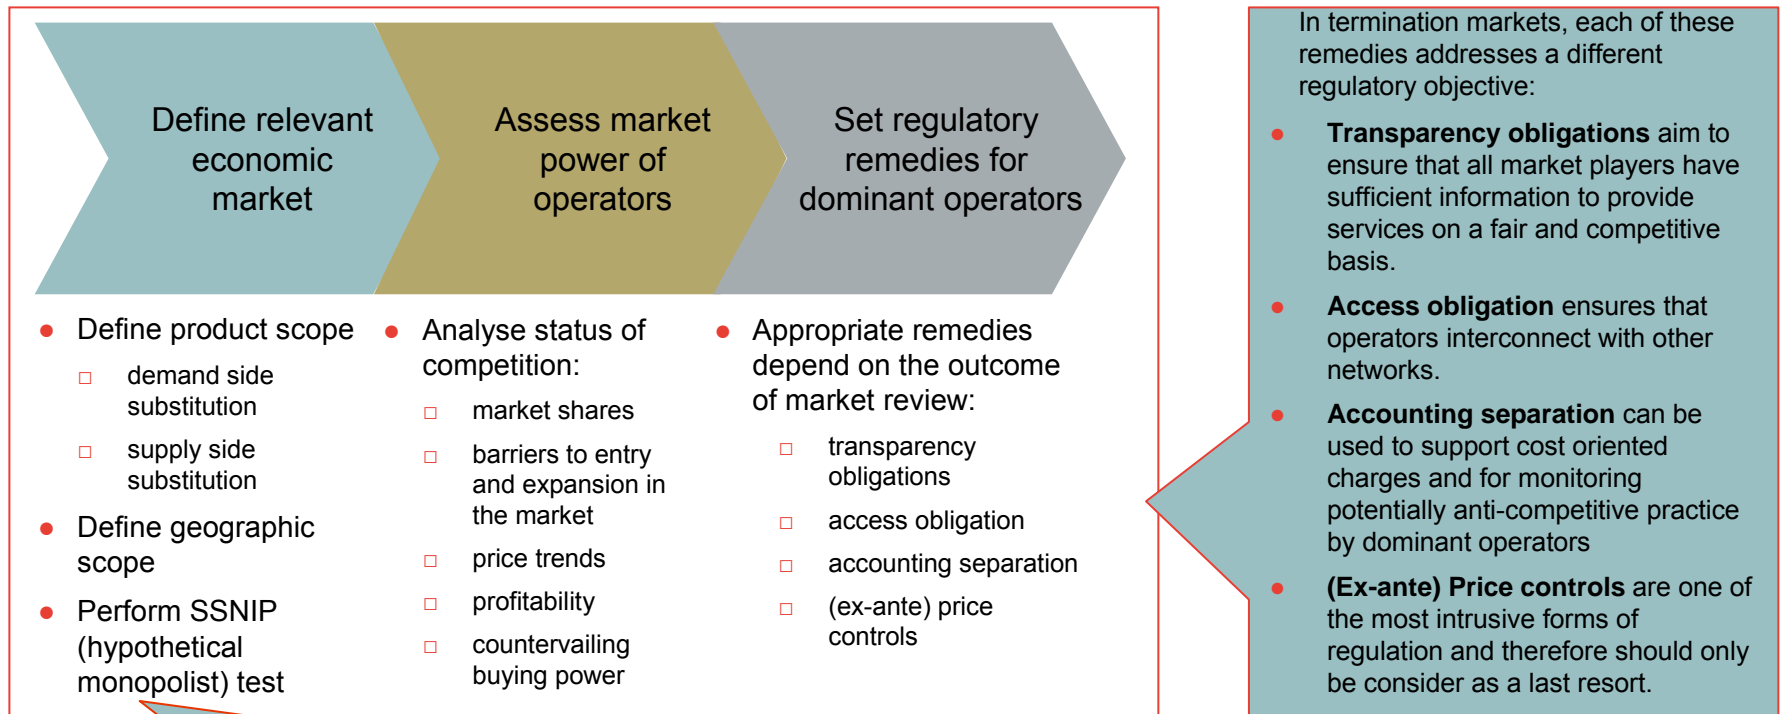 Define relevant
economic
market
Assess market
power of
operators
Set regulatory
remedies for
dominant operators
● Define product scope
□ demand side
substitution
□ supply side
substitution
● Define geographic
scope
● Perform SSNIP
(hypothetical
monopolist) test
● Analyse status of
competition:
□ market shares
□ barriers to entry
and expansion in
the market
□ price trends
□ profitability
□ countervailing
buying power
● Appropriate remedies
depend on the outcome
of market review:
□ transparency
obligations
□ access obligation
□ accounting separation
□ (ex-ante) price
controls
In termination markets, each of these
remedies addresses a different
regulatory objective:
● Transparency obligations aim to
ensure that all market players have
sufficient information to provide
services on a fair and competitive
basis.
● Access obligation ensures that
operators interconnect with other
networks.
● Accounting separation can be
used to support cost oriented
charges and for monitoring
potentially anti-competitive practice
by dominant operators
● (Ex-ante) Price controls are one of
the most intrusive forms of
regulation and therefore should only
be consider as a last resort.